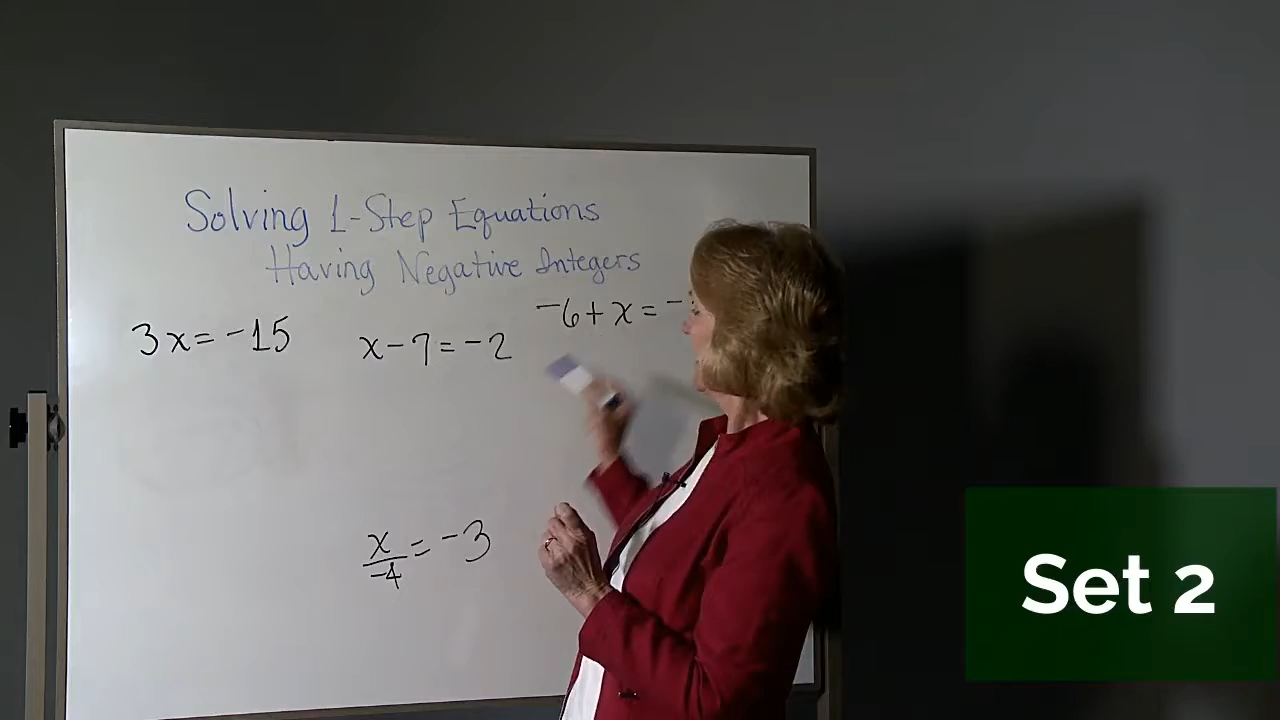 Solving 1-Step Equations
Having Negative Integers
3x = -15
x - 7 = -2
-6 + x = -
x/-4 = -3
Set 2